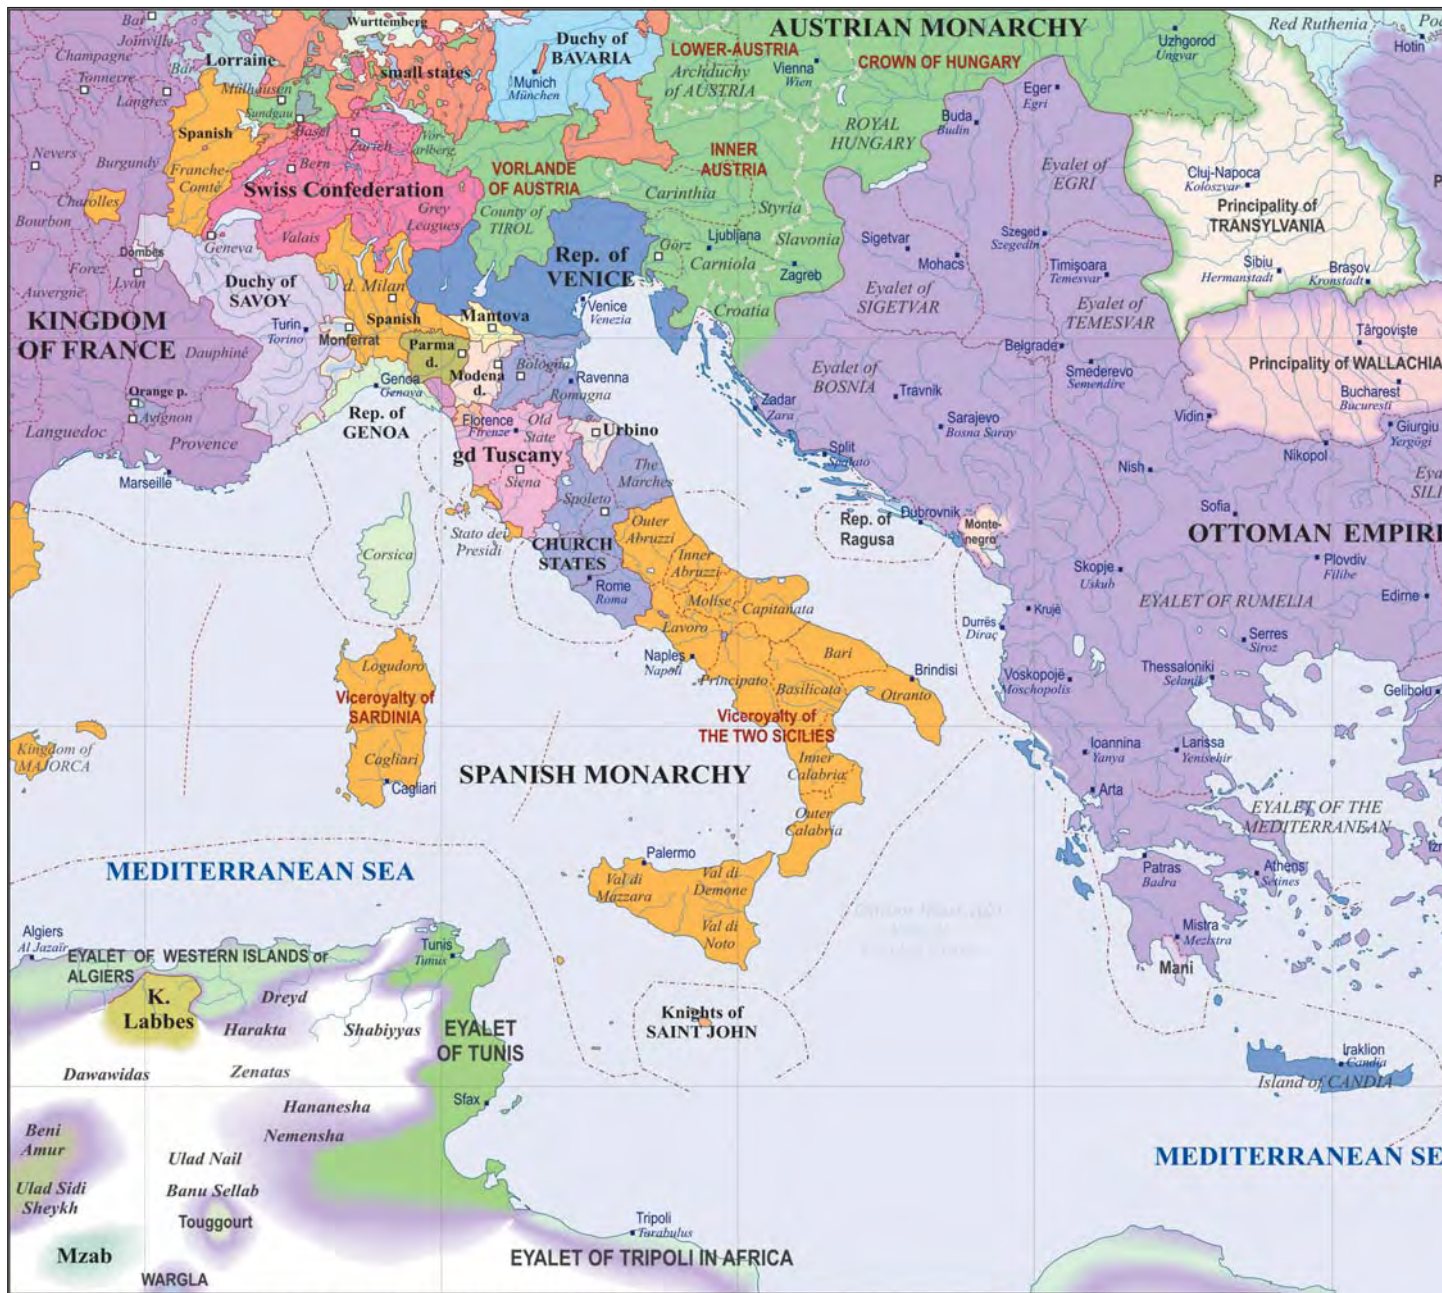 Bar
Joinville
Champagne
Bar
Tonnerre
Langres
Lorraine
Wurttemberg
small states
Mülhausen
Sundgau
Basel
Zurich
Vor-
arlberg
Duchy of
BAVARIA
Munich
München
AUSTRIAN MONARCHY
LOWER-AUSTRIA
Archduchy
of AUSTRIA
Vienna
Wien
CROWN OF HUNGARY
Uzhgorod
Ungvar
Red Ruthenia
Hotin
Eger
Egri
Buda
Budin
ROYAL
HUNGARY
Eyalet of
EGRI
Spanish
Franche-
Comté
Nevers
Burgundy
Charolles
Bourbon
Bern
Swiss Confederation
Grey
Leagues
Valais
Geneva
VORLANDE
OF AUSTRIA
County of
TIROL
INNER
AUSTRIA
Carinthia
Styria
Slavonia
Görz
Ljubljana
Carniola
Zagreb
Croatia
Cluj-Napoca
Koloszvar
Principality of
TRANSYLVANIA
Sibiu
Hermanstadt
Braşov
Kronstadt
Sigetvar
Mohacs
Szeged
Szegedin
Timişoara
Temesvar
Eyalet of
SIGETVAR
Eyalet of
TEMESVAR
Dombes
Forez
Lyon
Auvergne
KINGDOM
OF FRANCE
Dauphiné
Duchy of
SAVOY
Turin
Torino
d. Milan
Spanish
Monferrat
Rep. of
VENICE
Venice
Venezia
Mantova
Parma
d.
Modena
d.
Bologna
Ravenna
Romagna
Genoa
Genova
Rep. of
GENOA
Orange p.
Avignon
Languedoc
Provence
Marseille
Florence
Firenze
Old
State
gd Tuscany
Siena
Urbino
The
Marches
Spoleto
CHURCH
STATES
Rome
Roma
Stato dei
Presidi
Corsica
Belgrade
Smederevo
Semendire
Eyalet of
BOSNIA
Travnik
Sarajevo
Bosna Saray
Zadar
Zara
Split
Spalato
Dubrovnik
Rep. of
Ragusa
Monte-
negro
Târgovişte
Principality of WALLACHIA
Bucharest
Bucuresti
Vidin
Giurgiu
Yergögi
Nikopol
Nish
Sofia
OTTOMAN EMPIRE
Skopje
Uskub
Plovdiv
Filibe
Edirne
EYALET OF RUMELIA
Krujë
Durrës
Diraç
Serres
Siroz
Voskopojë
Moschopolis
Thessaloniki
Selanik
Gelibolu
Ioannina
Yanya
Larissa
Yenisehir
Arta
EYALET OF THE
MEDITERRANEAN
Patras
Badra
Athens
Setines
Mistra
Mezistra
Mani
Outer
Abruzzi
Inner
Abruzzi
Molise
Capitanata
Lavoro
Naples
Napoli
Principato
Bari
Basilicata
Brindisi
Otranto
Viceroyalty of
THE TWO SICILIES
Inner
Calabria
Outer
Calabria
Logudoro
Viceroyalty of
SARDINIA
Cagliari
Cagliari
Kingdom of
MAJORCA
SPANISH MONARCHY
MEDITERRANEAN SEA
Palermo
Val di
Mazzara
Val di
Demone
Val di
Noto
Knights of
SAINT JOHN
Iraklion
Candia
Island of CANDIA
MEDITERRANEAN SE
Algiers
Al Jazaïr
EYALET OF WESTERN ISLANDS or
ALGIERS
Tunis
Tunus
K.
Labbes
Dreyd
Harakta
Shabiyyas
EYALET
OF TUNIS
Dawawidas
Zenatas
Hananesha
Nemensha
Sfax
Beni
Amur
Ulad Nail
Ulad Sidi
Sheykh
Banu Sellab
Touggourt
Mzab
WARGLA
Tripoli
Tarabulus
EYALET OF TRIPOLI IN AFRICA